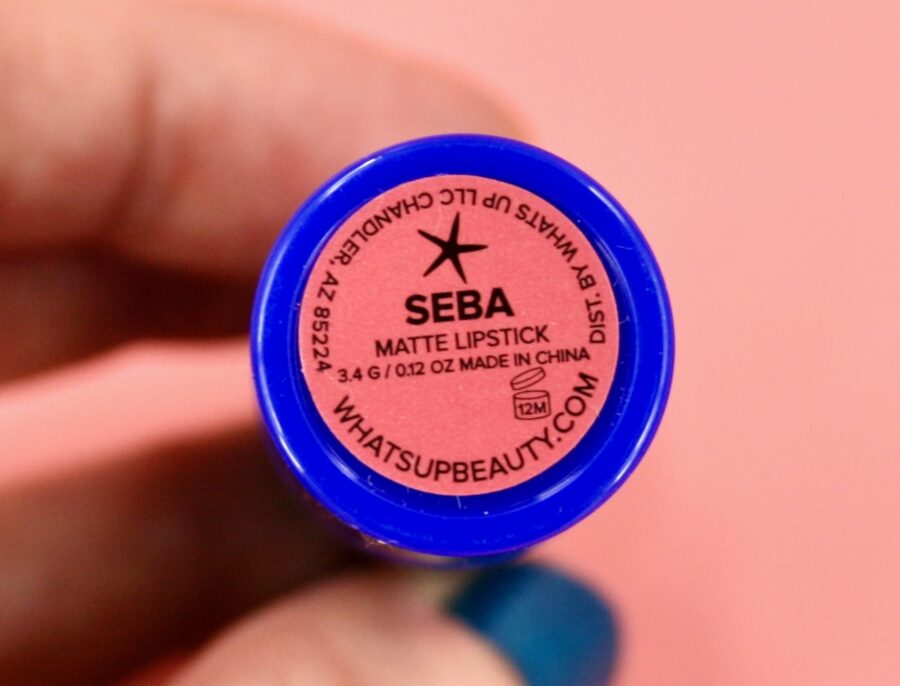 SEBA
MATTE LIPSTICK
3.4 G / 0.12 OZ MADE IN CHINA
12M
WHATSUPBEAUTY.COM
DIST. BY WHATS UP LLC CHANDLER, AZ 85224